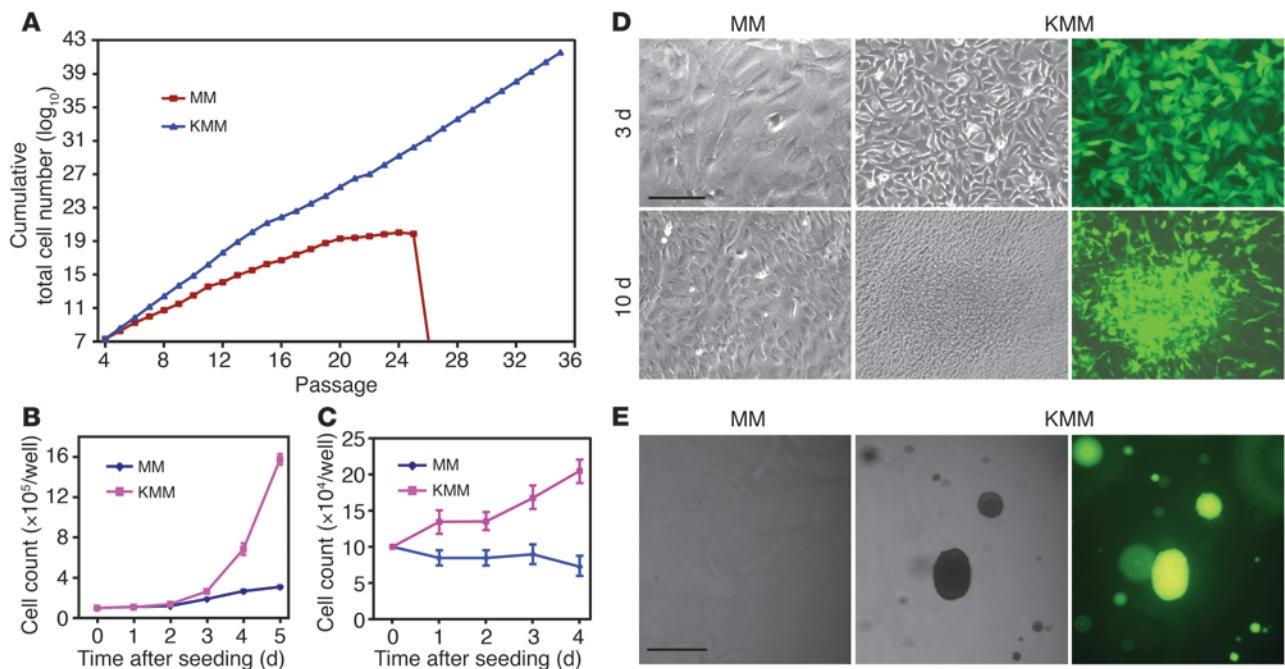 A
Cumulative
total cell number (log₁₀)
43
39
35
31
27
23
19
15
11
7
MM
KMM
4
8
12
16
20
24
28
32
36
Passage
B
Cell count (×10⁵/well)
16
12
8
4
0
MM
KMM
0 1 2 3 4 5
Time after seeding (d)
C
Cell count (×10⁴/well)
25
20
15
10
5
0
MM
KMM
0 1 2 3 4
Time after seeding (d)
D
MM
KMM
3 d
10 d
E
MM
KMM